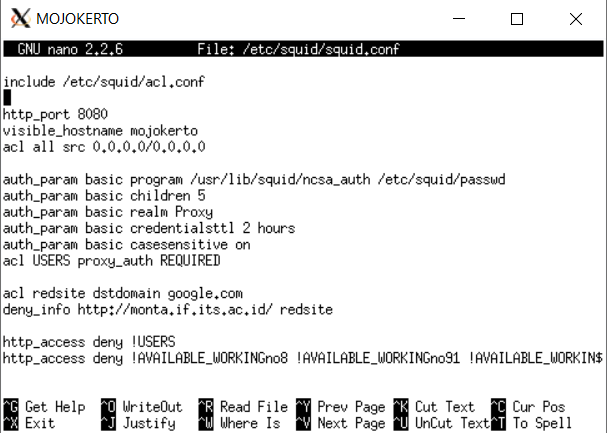 MOJOKERTO
GNU nano 2.2.6 File: /etc/squid/squid.conf
include /etc/squid/acl.conf
http_port 8080
visible_hostname mojokerto
acl all src 0.0.0.0/0.0.0.0
auth_param basic program /usr/lib/squid/ncsa_auth /etc/squid/passwd
auth_param basic children 5
auth_param basic realm Proxy
auth_param basic credentialsttl 2 hours
auth_param basic casesensitive on
acl USERS proxy_auth REQUIRED
acl redsite dstdomain google.com
deny_info http://monta.if.its.ac.id/ redsite
http_access deny !USERS
http_access deny !AVAILABLE_WORKINGno8 !AVAILABLE_WORKINGno91 !AVAILABLE_WORKIN$
^G Get Help ^O WriteOut ^R Read File ^Y Prev Page ^K Cut Text ^C Cur Pos
^X Exit ^J Justify ^W Where Is ^V Next Page ^U UnCut Text ^T To Spell